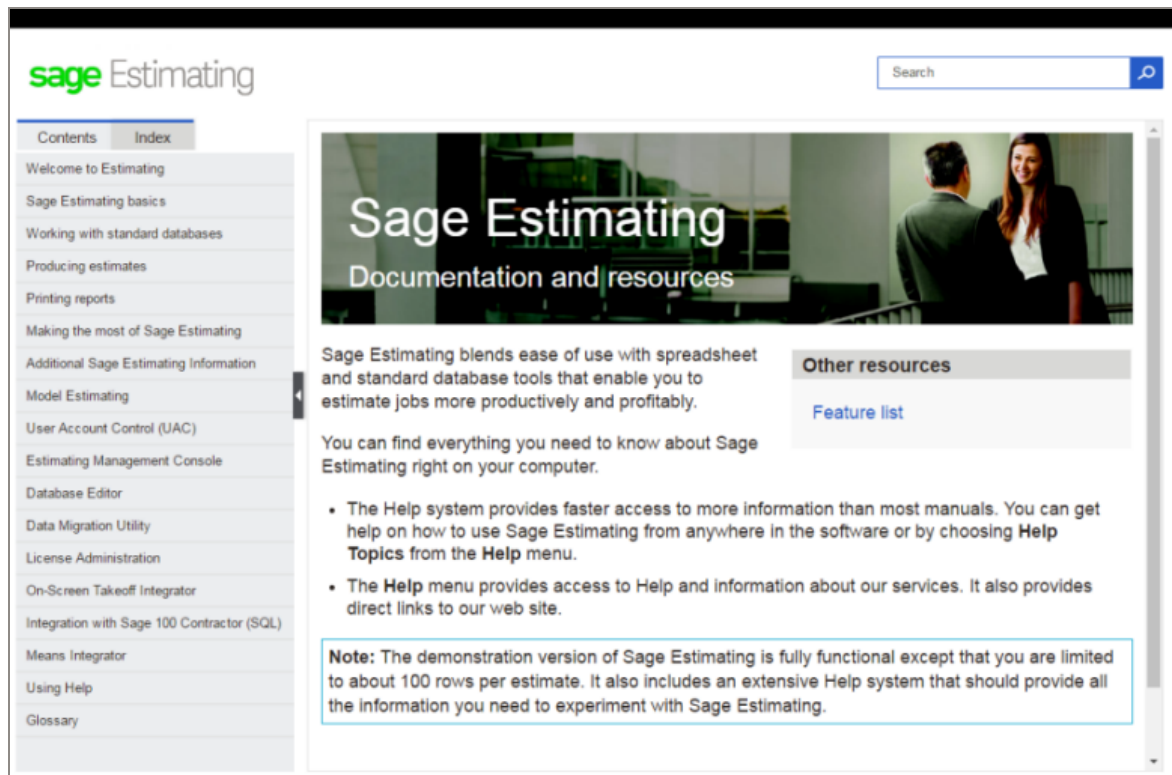 sage Estimating
Search
Contents Index
Welcome to Estimating
Sage Estimating basics
Working with standard databases
Producing estimates
Printing reports
Making the most of Sage Estimating
Additional Sage Estimating Information
Model Estimating
User Account Control (UAC)
Estimating Management Console
Database Editor
Data Migration Utility
License Administration
On-Screen Takeoff Integrator
Integration with Sage 100 Contractor (SQL)
Means Integrator
Using Help
Glossary
Sage Estimating
Documentation and resources
Sage Estimating blends ease of use with spreadsheet
and standard database tools that enable you to
estimate jobs more productively and profitably.
Other resources
Feature list
You can find everything you need to know about Sage
Estimating right on your computer.
• The Help system provides faster access to more information than most manuals. You can get
help on how to use Sage Estimating from anywhere in the software or by choosing Help
Topics from the Help menu.
• The Help menu provides access to Help and information about our services. It also provides
direct links to our web site.
Note: The demonstration version of Sage Estimating is fully functional except that you are limited
to about 100 rows per estimate. It also includes an extensive Help system that should provide all
the information you need to experiment with Sage Estimating.